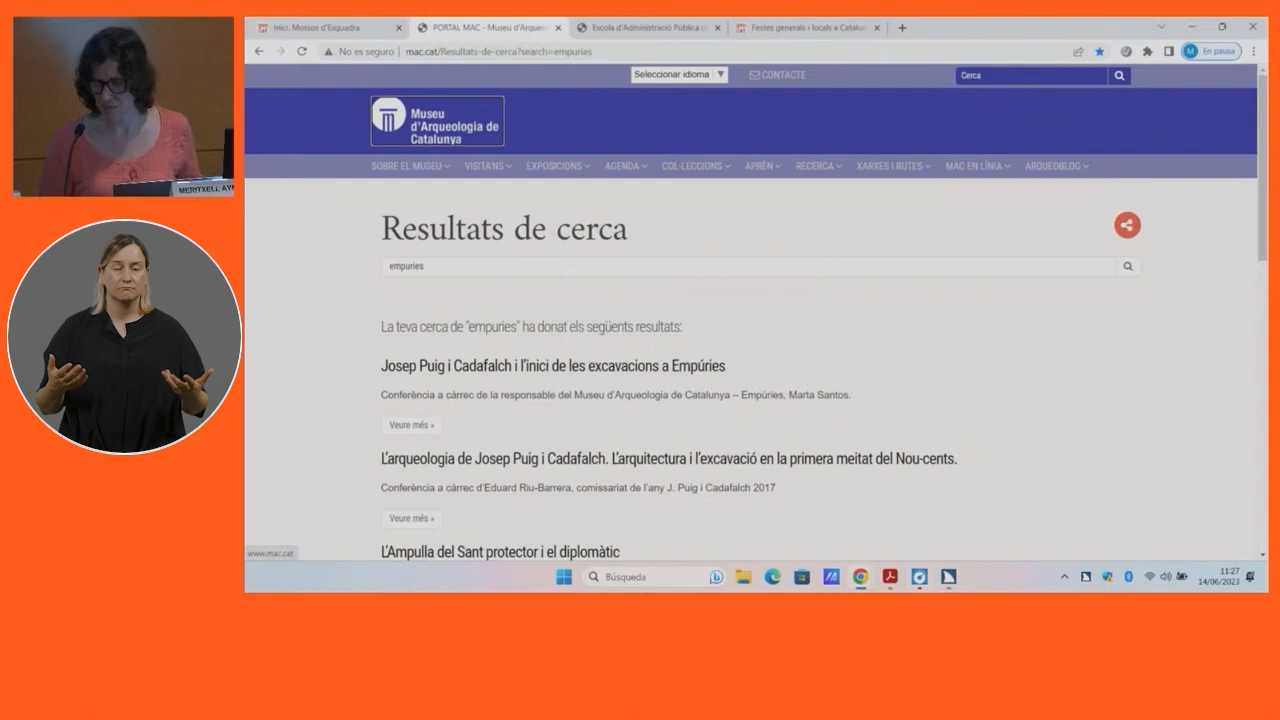 Inici. Mossos d'Esquadra
PORTAL MAC - Museu d'Arqueo
Escola d'Administració Pública d
Festes generals i locals a Catalu
No es seguro
mac.cat/Resultats-de-cerca?search=empuries
En pausa
Seleccionar idioma
CONTACTE
Cerca
Museu
d'Arqueologia de
Catalunya
SOBRE EL MUSEU
VISITA'NS
EXPOSICIONS
AGENDA
COL·LECCIONS
APRÈN
RECERCA
XARXES I RUTES
MAC EN LÍNIA
ARQUEOBLOG
Resultats de cerca
empuries
La teva cerca de "empuries" ha donat els següents resultats:
Josep Puig i Cadafalch i l'inici de les excavacions a Empúries
Conferència a càrrec de la responsable del Museu d'Arqueologia de Catalunya – Empúries, Marta Santos.
Veure més »
L'arqueologia de Josep Puig i Cadafalch. L'arquitectura i l'excavació en la primera meitat del Nou-cents.
Conferència a càrrec d'Eduard Riu-Barrera, comissariat de l'any J. Puig i Cadafalch 2017
Veure més »
L'Ampulla del Sant protector i el diplomàtic
www.mac.cat
Búsqueda
11:27
14/06/2023
MERITXELL AYM